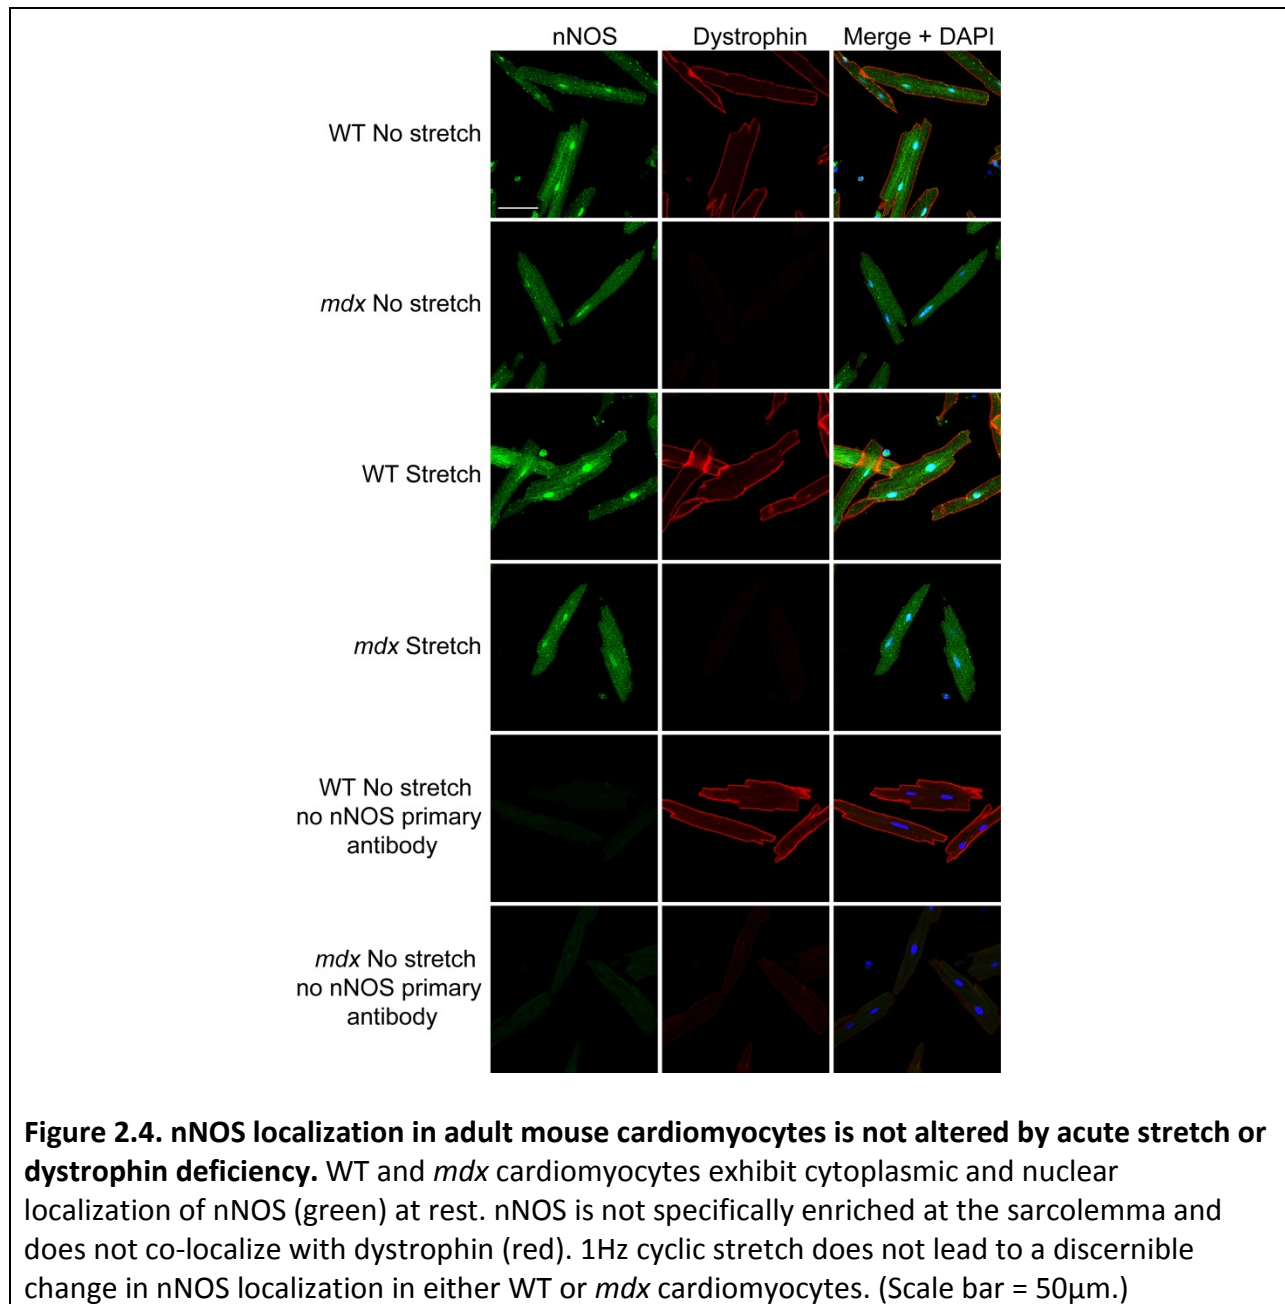 nNOS Dystrophin Merge + DAPI
WT No stretch
mdx No stretch
WT Stretch
mdx Stretch
WT No stretch
no nNOS primary
antibody
mdx No stretch
no nNOS primary
antibody
Figure 2.4. nNOS localization in adult mouse cardiomyocytes is not altered by acute stretch or
dystrophin deficiency. WT and mdx cardiomyocytes exhibit cytoplasmic and nuclear
localization of nNOS (green) at rest. nNOS is not specifically enriched at the sarcolemma and
does not co-localize with dystrophin (red). 1Hz cyclic stretch does not lead to a discernible
change in nNOS localization in either WT or mdx cardiomyocytes. (Scale bar = 50μm.)